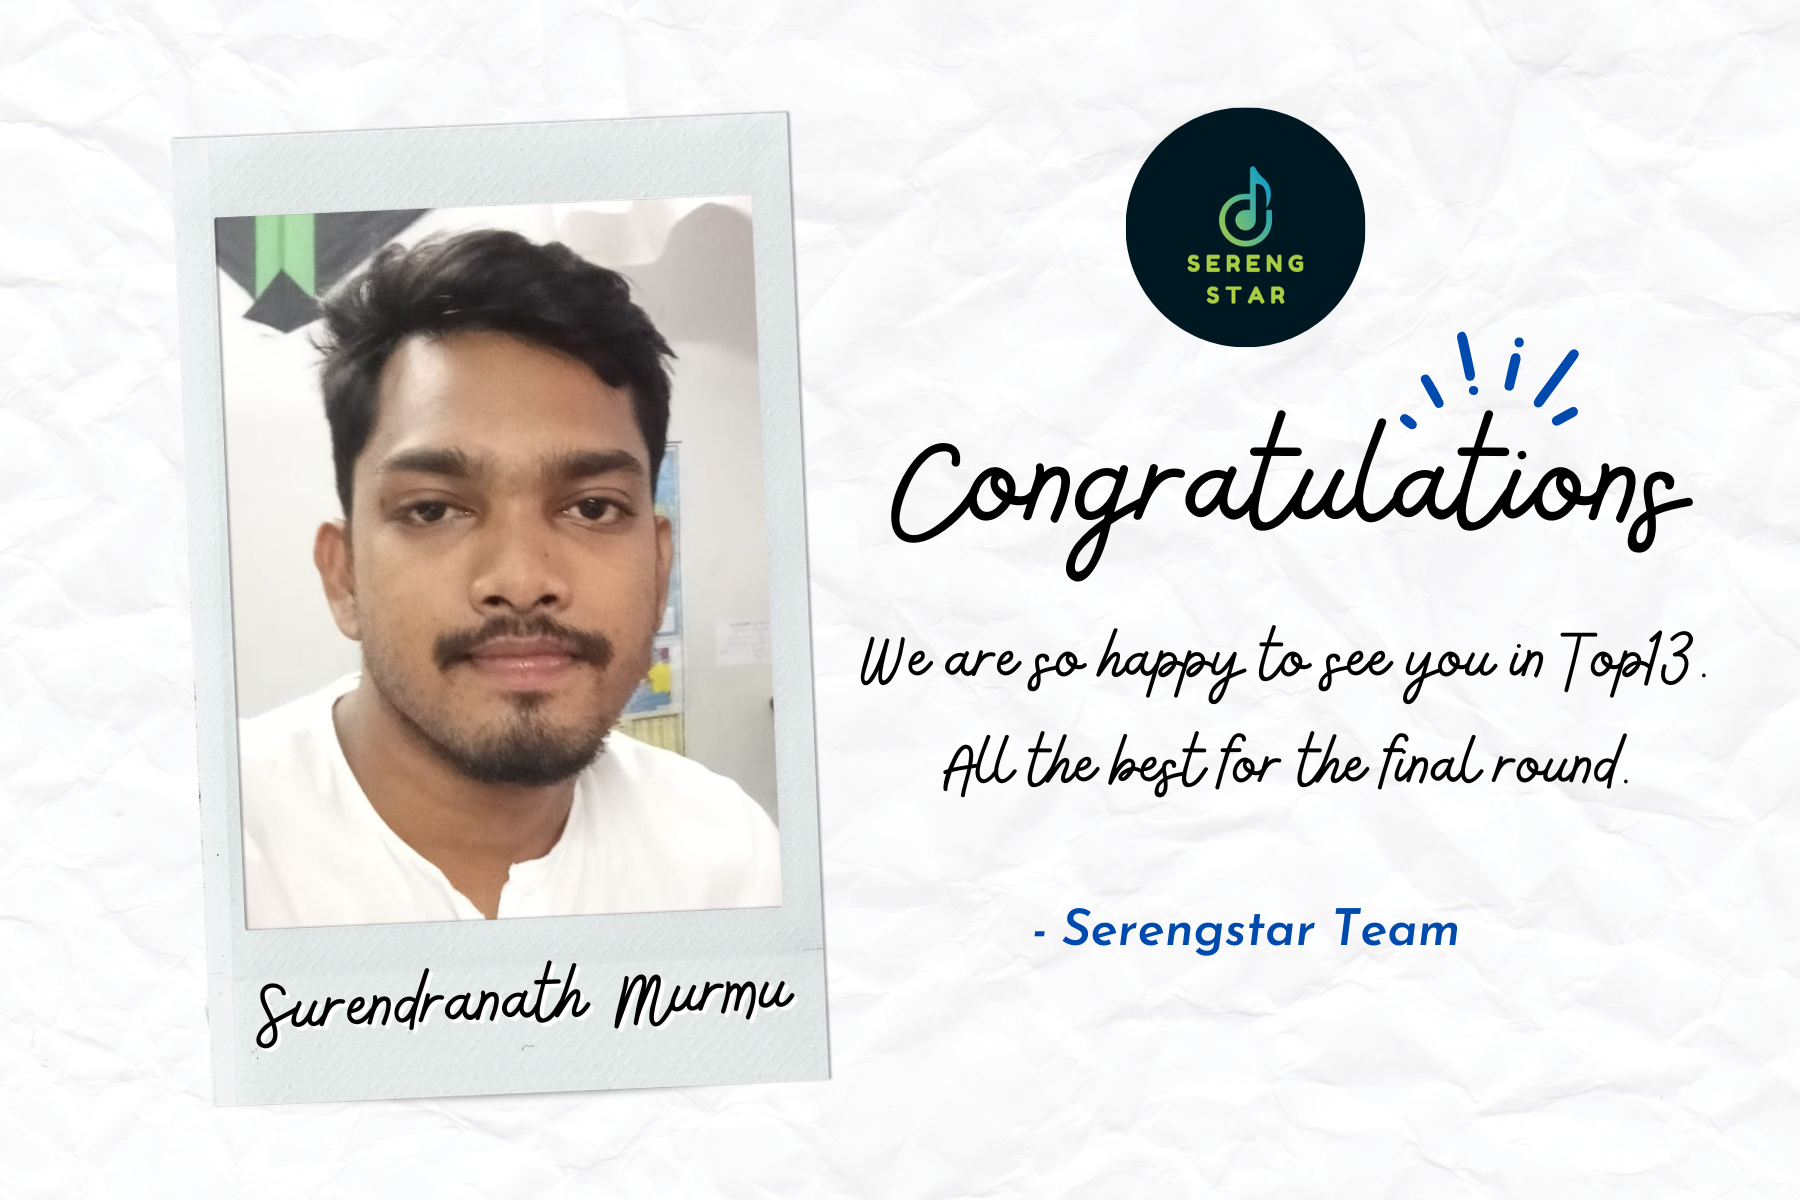 SERENG
STAR
Congratulations
We are so happy to see you in Top13.
All the best for the final round.
- Serengstar Team
Surendranath Murmu